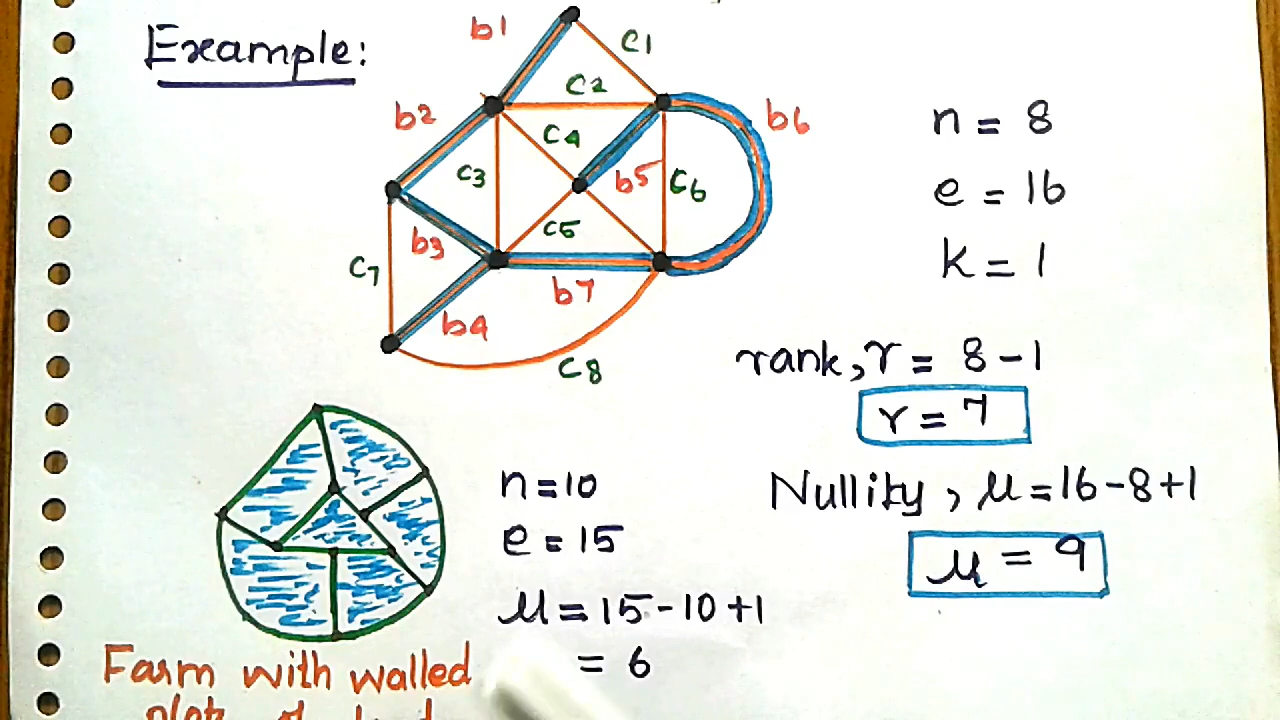 Example:
b1
C1
C2
b2
b6
C4
C3
b5
C6
C5
b3
C7
b7
b4
C8
n = 8
e = 16
k = 1
rank, r = 8 - 1
r = 7
Nullity, μ = 16 - 8 + 1
μ = 9
n = 10
e = 15
μ = 15 - 10 + 1
= 6
Farm with walled